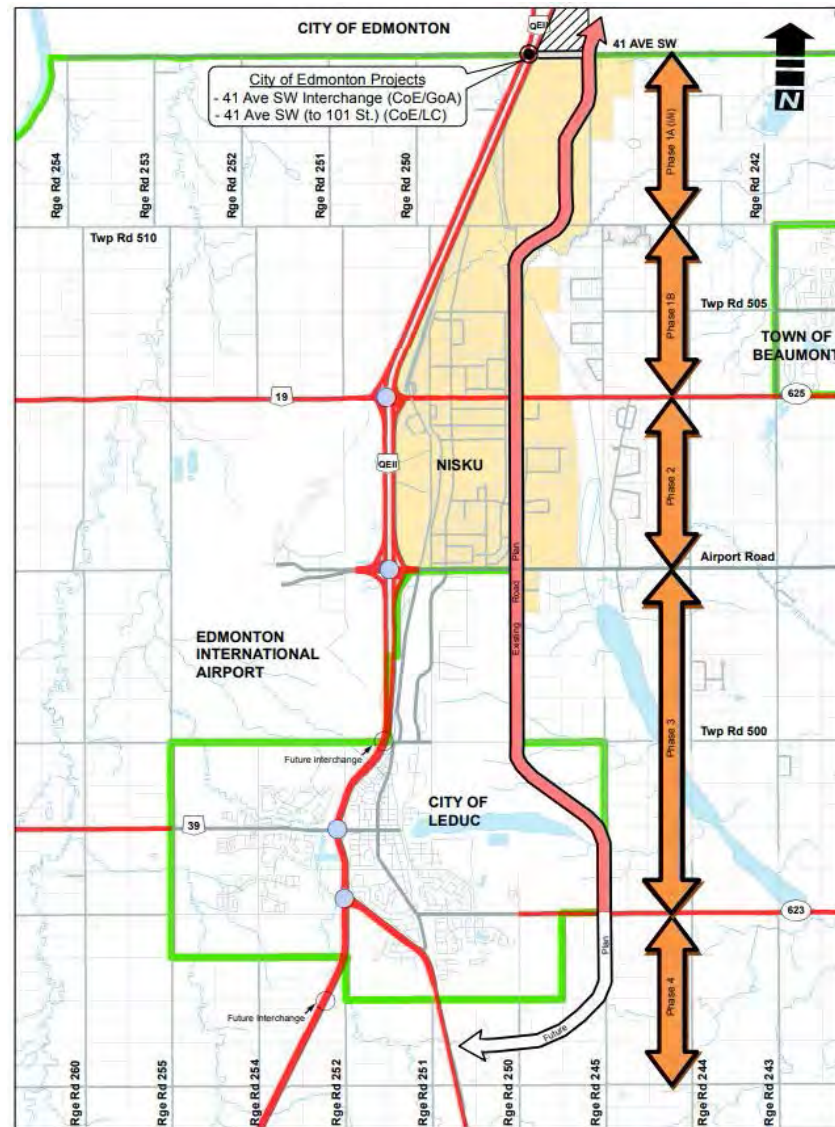 CITY OF EDMONTON
QEII
41 AVE SW
City of Edmonton Projects
- 41 Ave SW Interchange (CoE/GoA)
- 41 Ave SW (to 101 St.) (CoE/LC)
N
Rge Rd 254
Rge Rd 253
Rge Rd 252
Rge Rd 251
Rge Rd 250
Phase 1A (i/ii)
Rge Rd 242
Twp Rd 510
Phase 1B
Twp Rd 505
TOWN OF
BEAUMONT
19
625
QEII
NISKU
Phase 2
Airport Road
Existing Road Plan
EDMONTON
INTERNATIONAL
AIRPORT
Phase 3
Twp Rd 500
Future interchange
CITY OF
LEDUC
39
623
Plan
Future
Phase 4
Future Interchange
Rge Rd 260
Rge Rd 255
Rge Rd 254
Rge Rd 252
Rge Rd 251
Rge Rd 250
Rge Rd 245
Rge Rd 244
Rge Rd 243